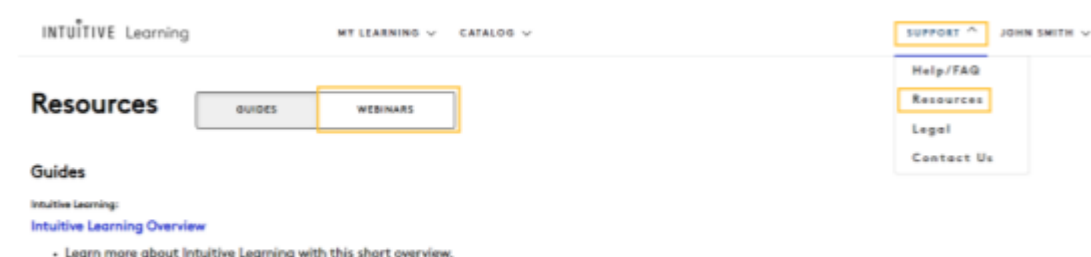 INTUITIVE Learning MY LEARNING CATALOG SUPPORT JOHN SMITH
Help/FAQ
Resources
Legal
Contact Us
Resources GUIDES WEBINARS
Guides
Intuitive Learning:
Intuitive Learning Overview
• Learn more about Intuitive Learning with this short overview.